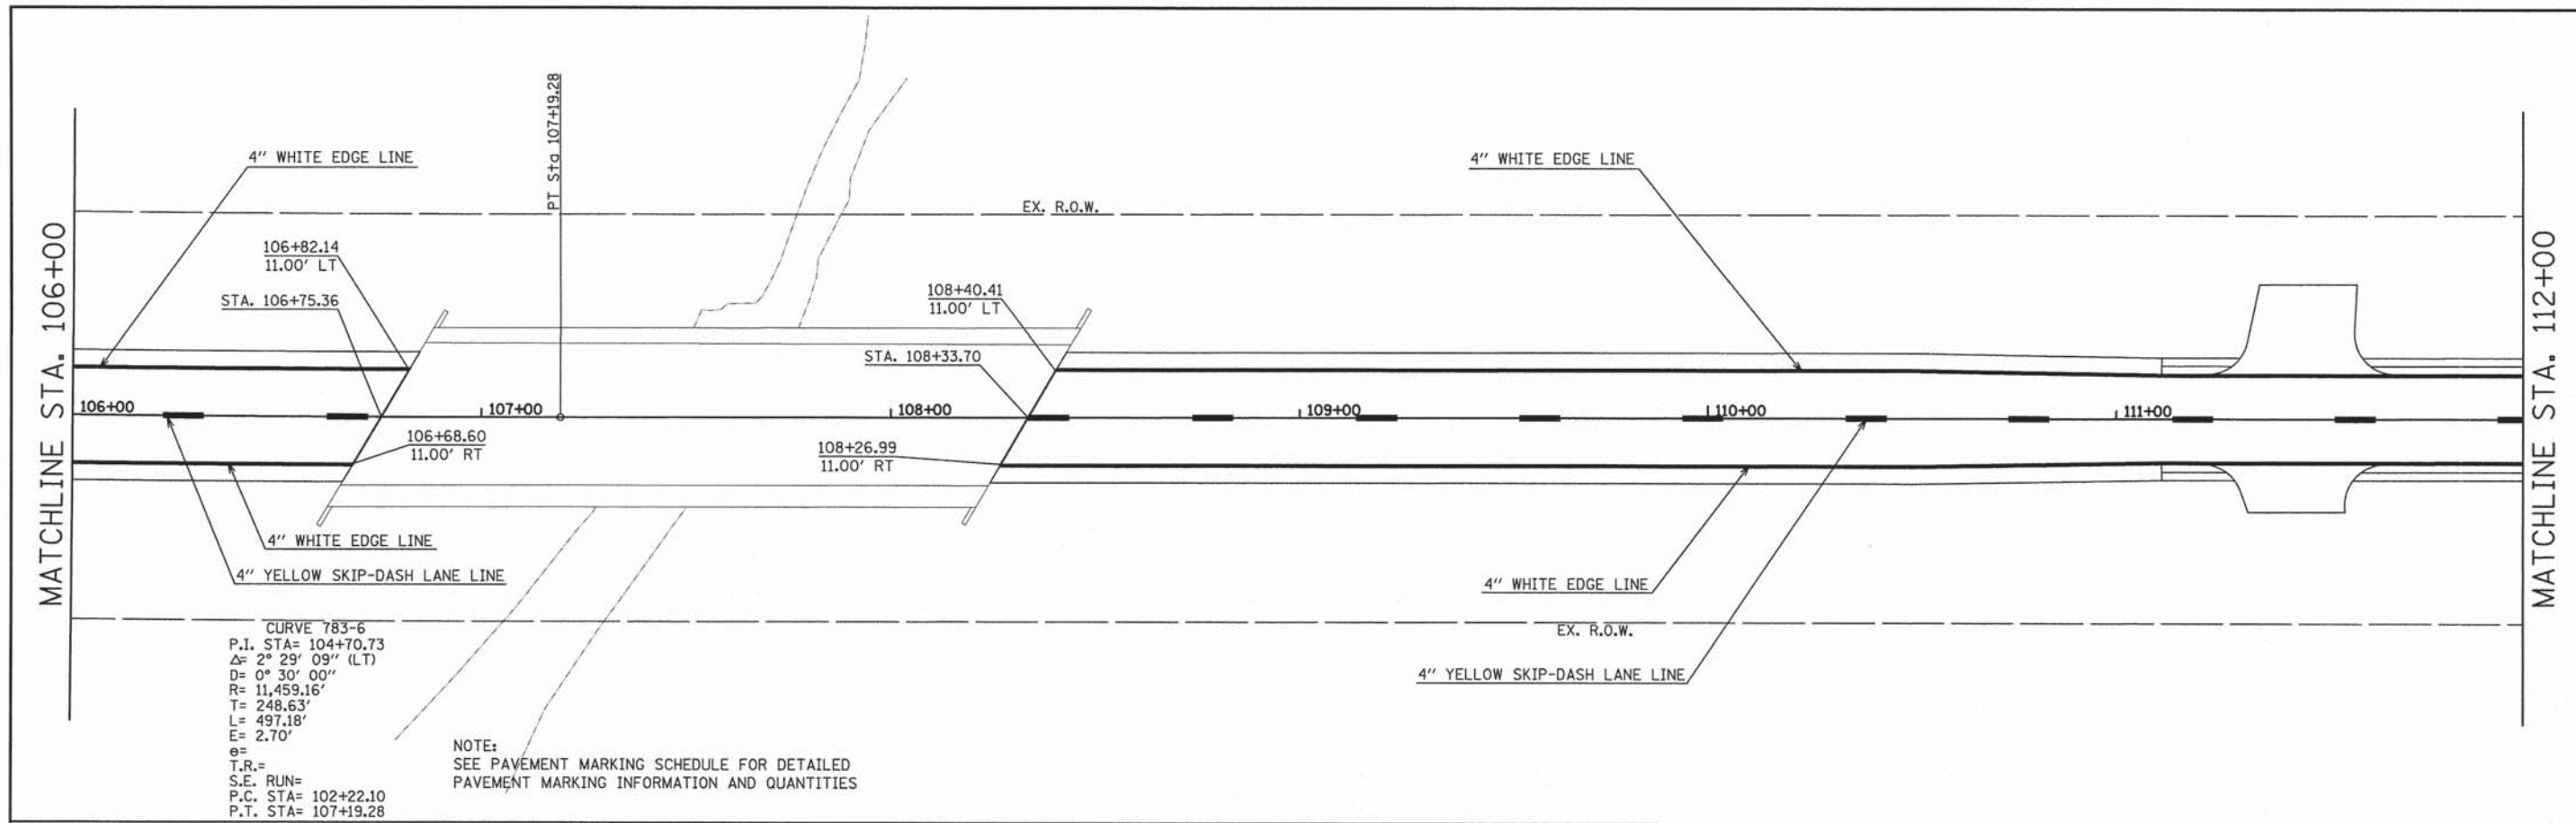 MATCHLINE STA. 106+00
4" WHITE EDGE LINE
PT Sta 107+19.28
EX. R.O.W.
4" WHITE EDGE LINE
106+82.14
11.00' LT
STA. 106+75.36
108+40.41
11.00' LT
STA. 108+33.70
106+00
107+00
108+00
109+00
110+00
111+00
106+68.60
11.00' RT
108+26.99
11.00' RT
4" WHITE EDGE LINE
4" YELLOW SKIP-DASH LANE LINE
4" WHITE EDGE LINE
EX. R.O.W.
4" YELLOW SKIP-DASH LANE LINE
MATCHLINE STA. 112+00
CURVE 783-6
P.I. STA= 104+70.73
Δ= 2° 29' 09" (LT)
D= 0° 30' 00"
R= 11,459.16'
T= 248.63'
L= 497.18'
E= 2.70'
e=
T.R.=
S.E. RUN=
P.C. STA= 102+22.10
P.T. STA= 107+19.28
NOTE:
SEE PAVEMENT MARKING SCHEDULE FOR DETAILED
PAVEMENT MARKING INFORMATION AND QUANTITIES